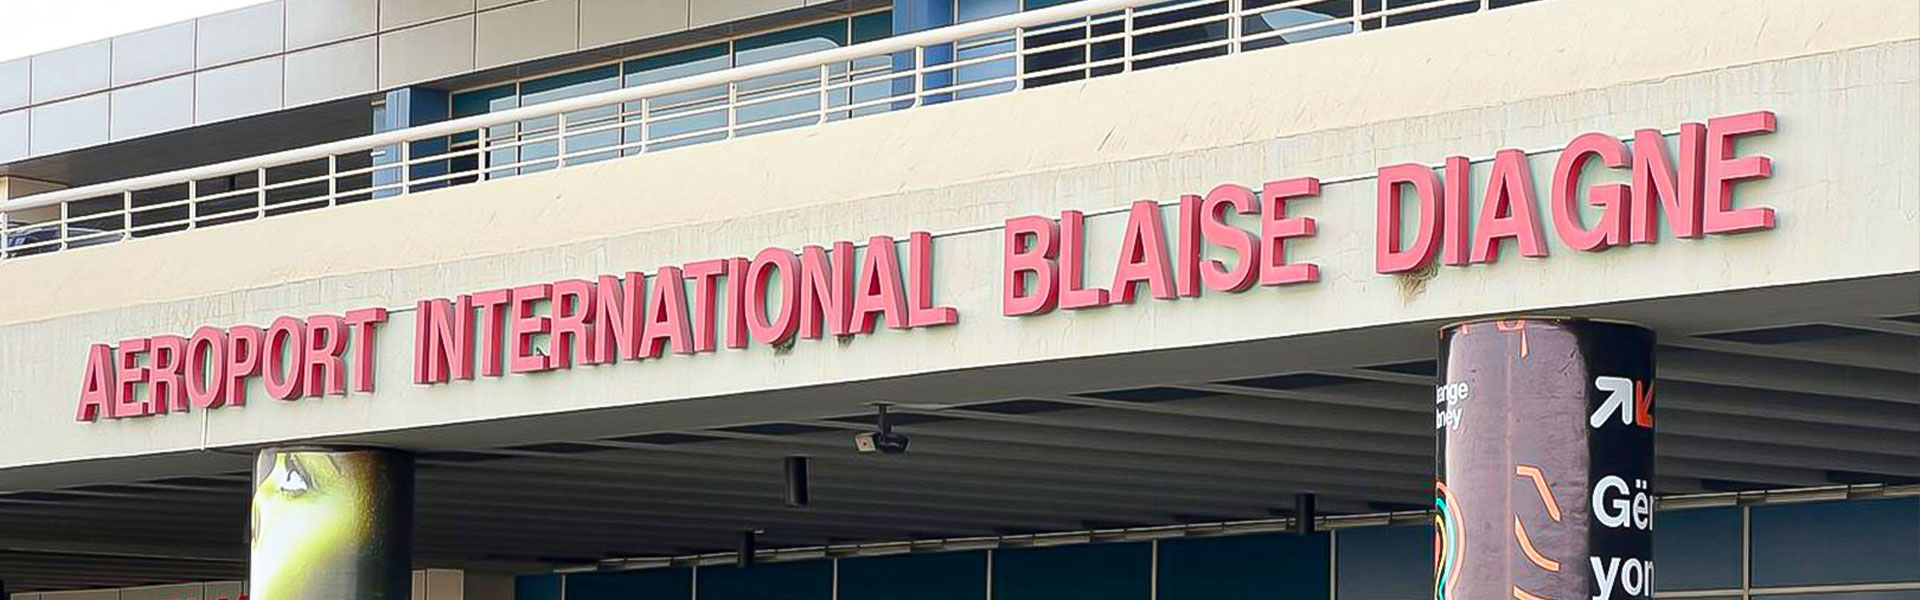 AEROPORT INTERNATIONAL BLAISE DIAGNE